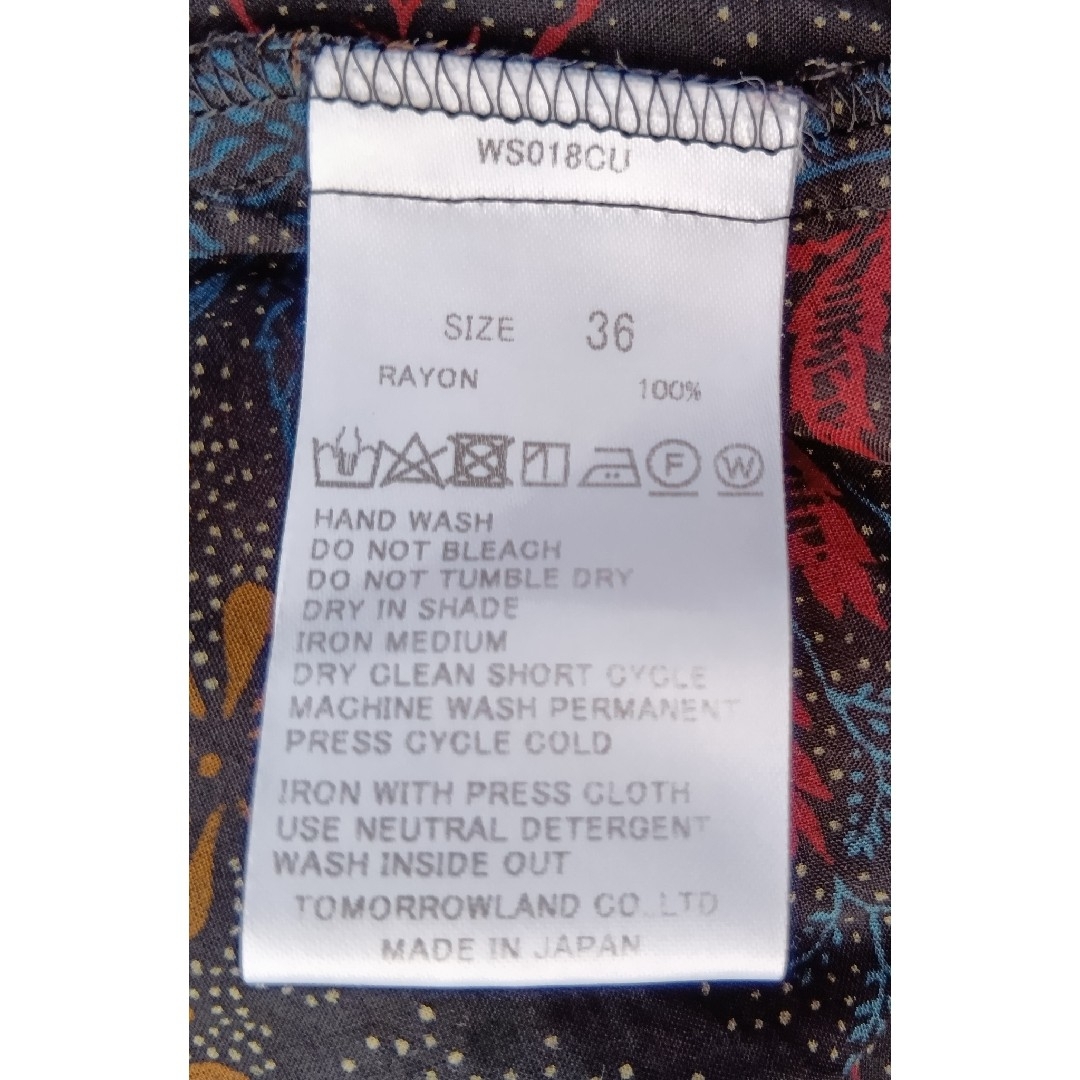 WS018CU
SIZE 36
RAYON 100%
F W
HAND WASH
DO NOT BLEACH
DO NOT TUMBLE DRY
DRY IN SHADE
IRON MEDIUM
DRY CLEAN SHORT CYCLE
MACHINE WASH PERMANENT
PRESS CYCLE COLD
IRON WITH PRESS CLOTH
USE NEUTRAL DETERGENT
WASH INSIDE OUT
TOMORROWLAND CO.,LTD
MADE IN JAPAN